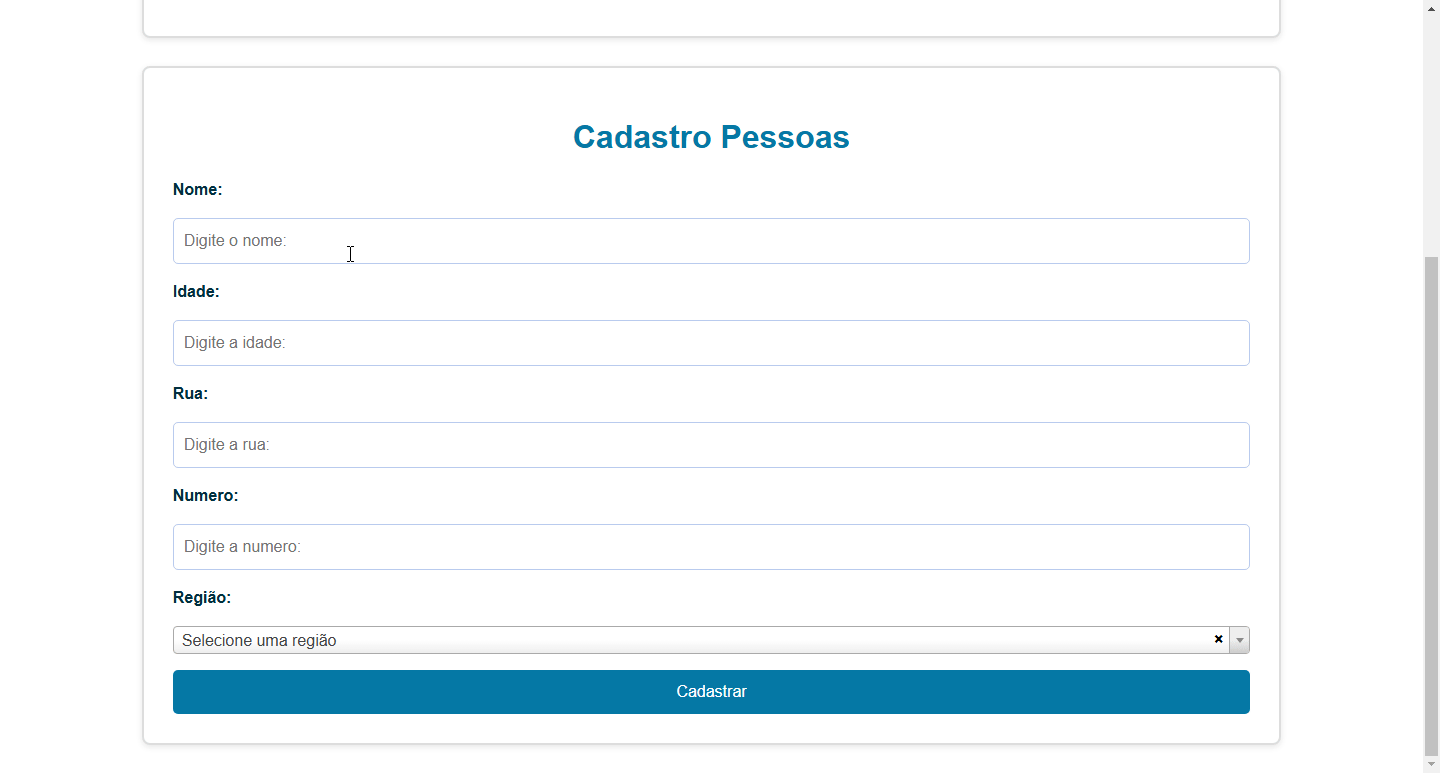 Cadastro Pessoas
Nome:
Digite o nome:
Idade:
Digite a idade:
Rua:
Digite a rua:
Numero:
Digite a numero:
Região:
Selecione uma região
Cadastrar